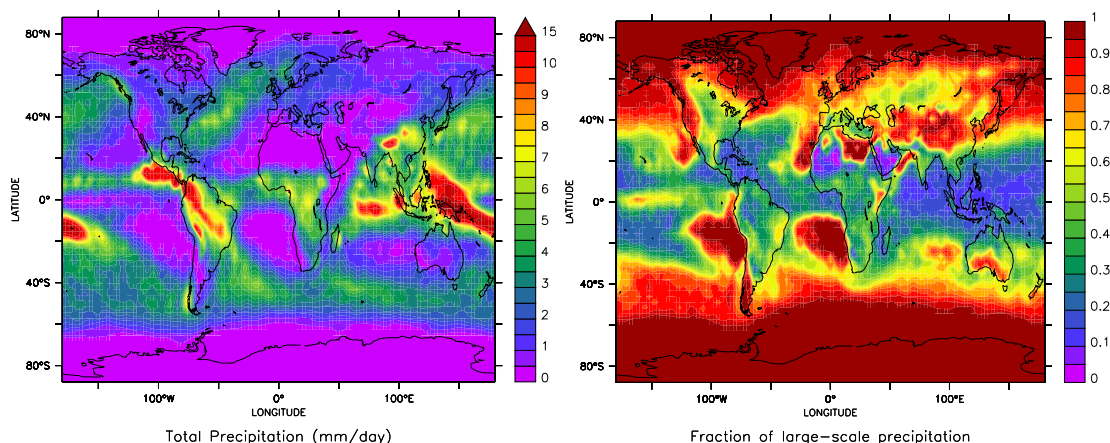 80°N
40°N
0°
40°S
80°S
LATITUDE
100°W
0°
100°E
LONGITUDE
15
10
9
8
7
6
5
4
3
2
1
0
Total Precipitation (mm/day)
80°N
40°N
0°
40°S
80°S
LATITUDE
100°W
0°
100°E
LONGITUDE
1
0.9
0.8
0.7
0.6
0.5
0.4
0.3
0.2
0.1
0
Fraction of large-scale precipitation